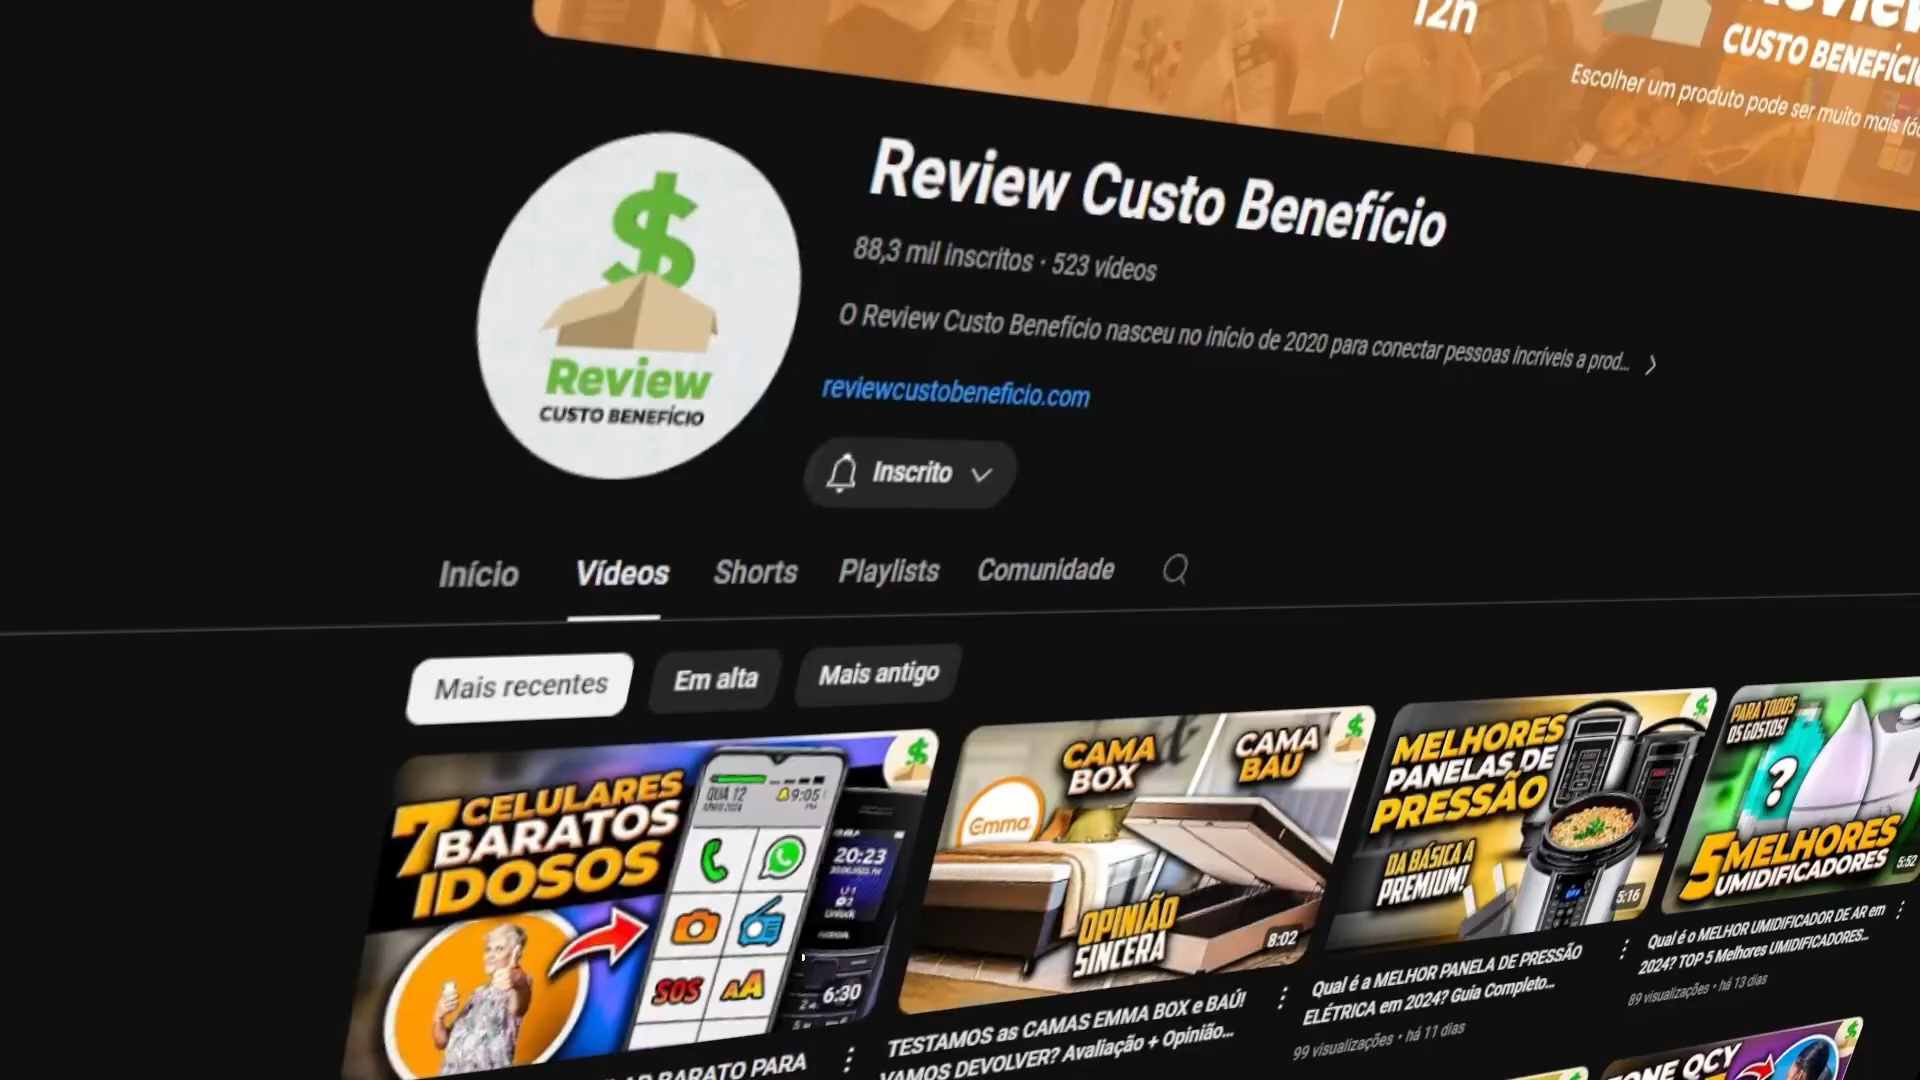 12h
CUSTO BENEFÍCIO
Escolher um produto pode ser muito mais
$
Review
CUSTO BENEFÍCIO
Review Custo Benefício
88,3 mil inscritos • 523 vídeos
O Review Custo Benefício nasceu no início de 2020 para conectar pessoas incríveis a prod...
reviewcustobeneficio.com
Inscrito
Início Vídeos Shorts Playlists Comunidade
Mais recentes Em alta Mais antigo
7 CELULARES
BARATOS
IDOSOS
QUA 12
9:05
SOS AA
20:23
6:30
CAMA
BOX
&
CAMA
BAÚ
Emma
OPINIÃO
SINCERA
8:02
MELHORES
PANELAS DE
PRESSÃO
DA BÁSICA A
PREMIUM!
5:16
PARA TODOS
OS GOSTOS!
?
5 MELHORES
UMIDIFICADORES
5:52
BARATO PARA
TESTAMOS as CAMAS EMMA BOX e BAÚ!
VAMOS DEVOLVER? Avaliação + Opinião...
Qual é a MELHOR PANELA DE PRESSÃO
ELÉTRICA em 2024? Guia Completo...
99 visualizações • há 11 dias
Qual é o MELHOR UMIDIFICADOR DE AR em
2024? TOP 5 Melhores UMIDIFICADORES...
89 visualizações • há 13 dias
QCY